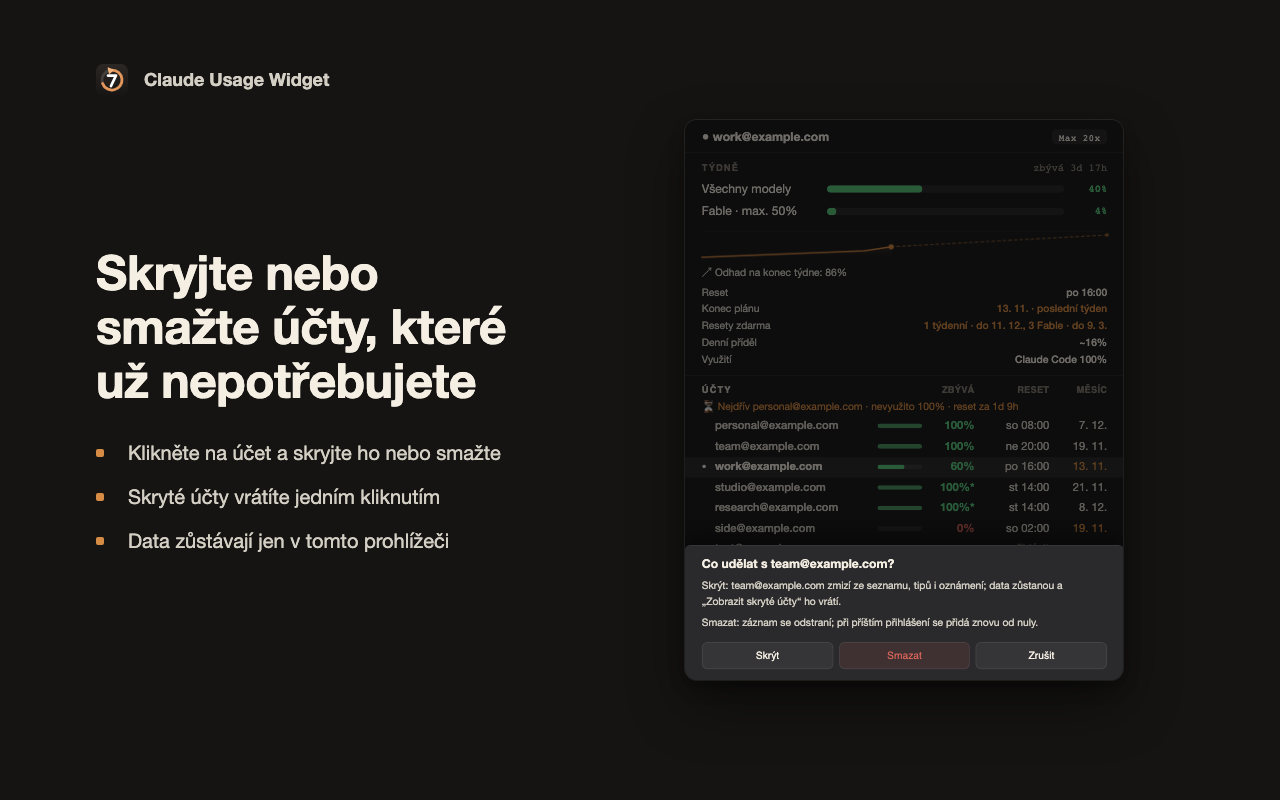 7
Claude Usage Widget
Skryjte nebo
smažte účty, které
už nepotřebujete
Klikněte na účet a skryjte ho nebo smažte
Skryté účty vrátíte jedním kliknutím
Data zůstávají jen v tomto prohlížeči
work@example.com Max 20x
TÝDNĚ zbývá 3d 17h
Všechny modely 40%
Fable · max. 50% 4%
Odhad na konec týdne: 86%
Reset po 16:00
Konec plánu 13. 11. · poslední týden
Resety zdarma 1 týdenní · do 11. 12., 3 Fable · do 9. 3.
Denní příděl ~16%
Využití Claude Code 100%
ÚČTY ZBÝVÁ RESET MĚSÍC
Nejdřív personal@example.com · nevyužito 100% · reset za 1d 9h
personal@example.com 100% so 08:00 7. 12.
team@example.com 100% ne 20:00 19. 11.
work@example.com 60% po 16:00 13. 11.
studio@example.com 100%* st 14:00 21. 11.
research@example.com 100%* st 14:00 8. 12.
side@example.com 0% so 02:00 19. 11.
Co udělat s team@example.com?
Skrýt: team@example.com zmizí ze seznamu, tipů i oznámení; data zůstanou a
„Zobrazit skryté účty“ ho vrátí.
Smazat: záznam se odstraní; při příštím přihlášení se přidá znovu od nuly.
Skrýt Smazat Zrušit